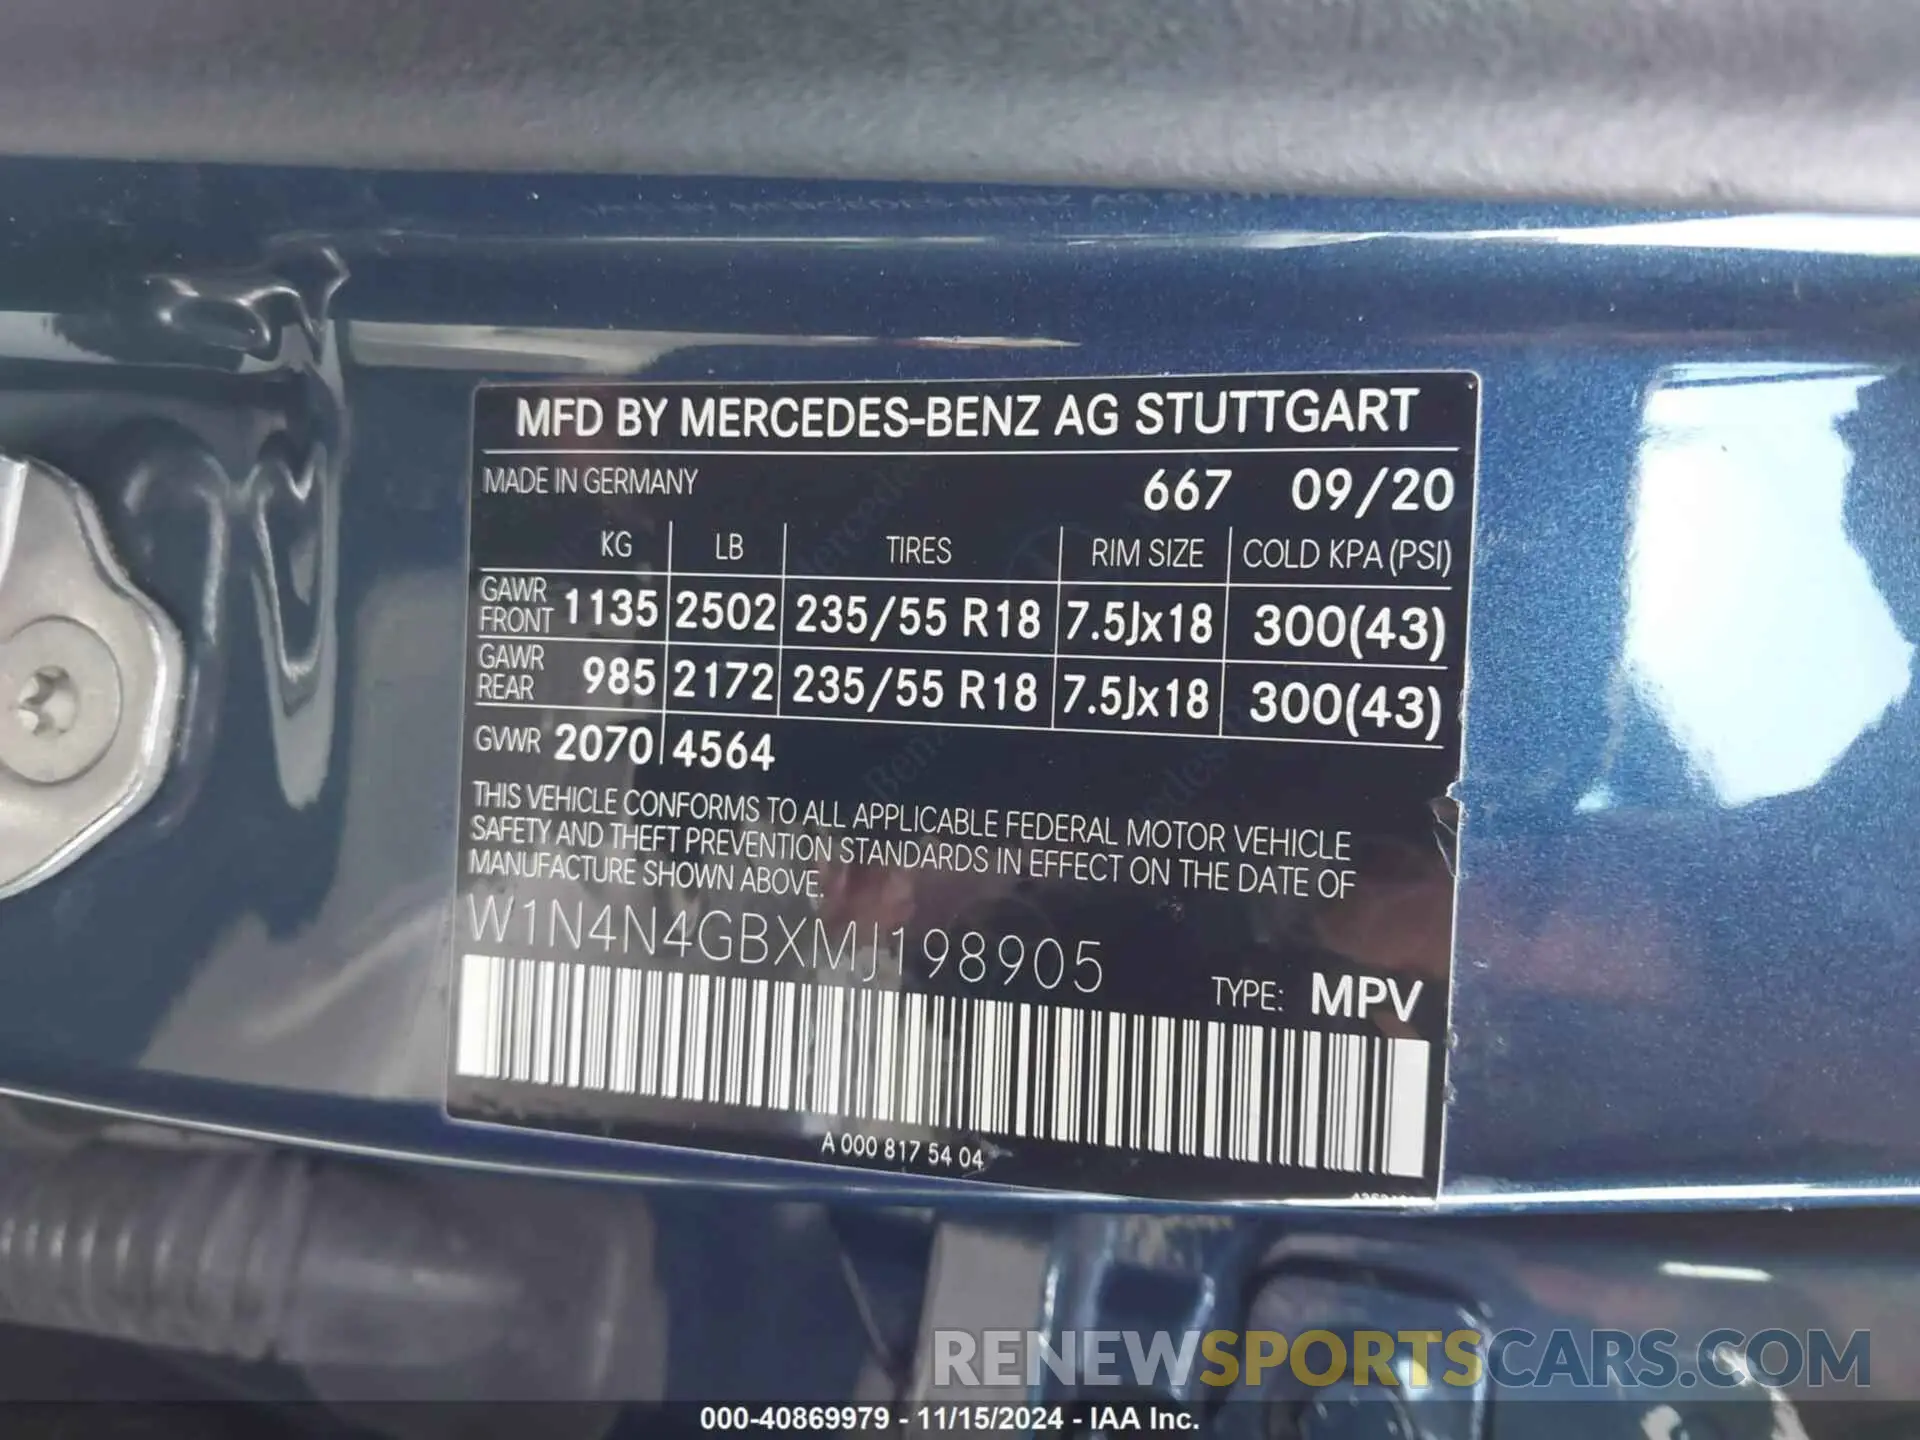 MFD BY MERCEDES-BENZ AG STUTTGART
MADE IN GERMANY 667 09/20
KG LB TIRES RIM SIZE COLD KPA (PSI)
GAWR FRONT 1135 2502 235/55 R18 7.5Jx18 300(43)
GAWR REAR 985 2172 235/55 R18 7.5Jx18 300(43)
GVWR 2070 4564
THIS VEHICLE CONFORMS TO ALL APPLICABLE FEDERAL MOTOR VEHICLE
SAFETY AND THEFT PREVENTION STANDARDS IN EFFECT ON THE DATE OF
MANUFACTURE SHOWN ABOVE.
W1N4N4GBXMJ198905
TYPE: MPV
A 000 817 54 04
RENEWSPORTSCARS.COM
000-40869979 - 11/15/2024 - IAA Inc.